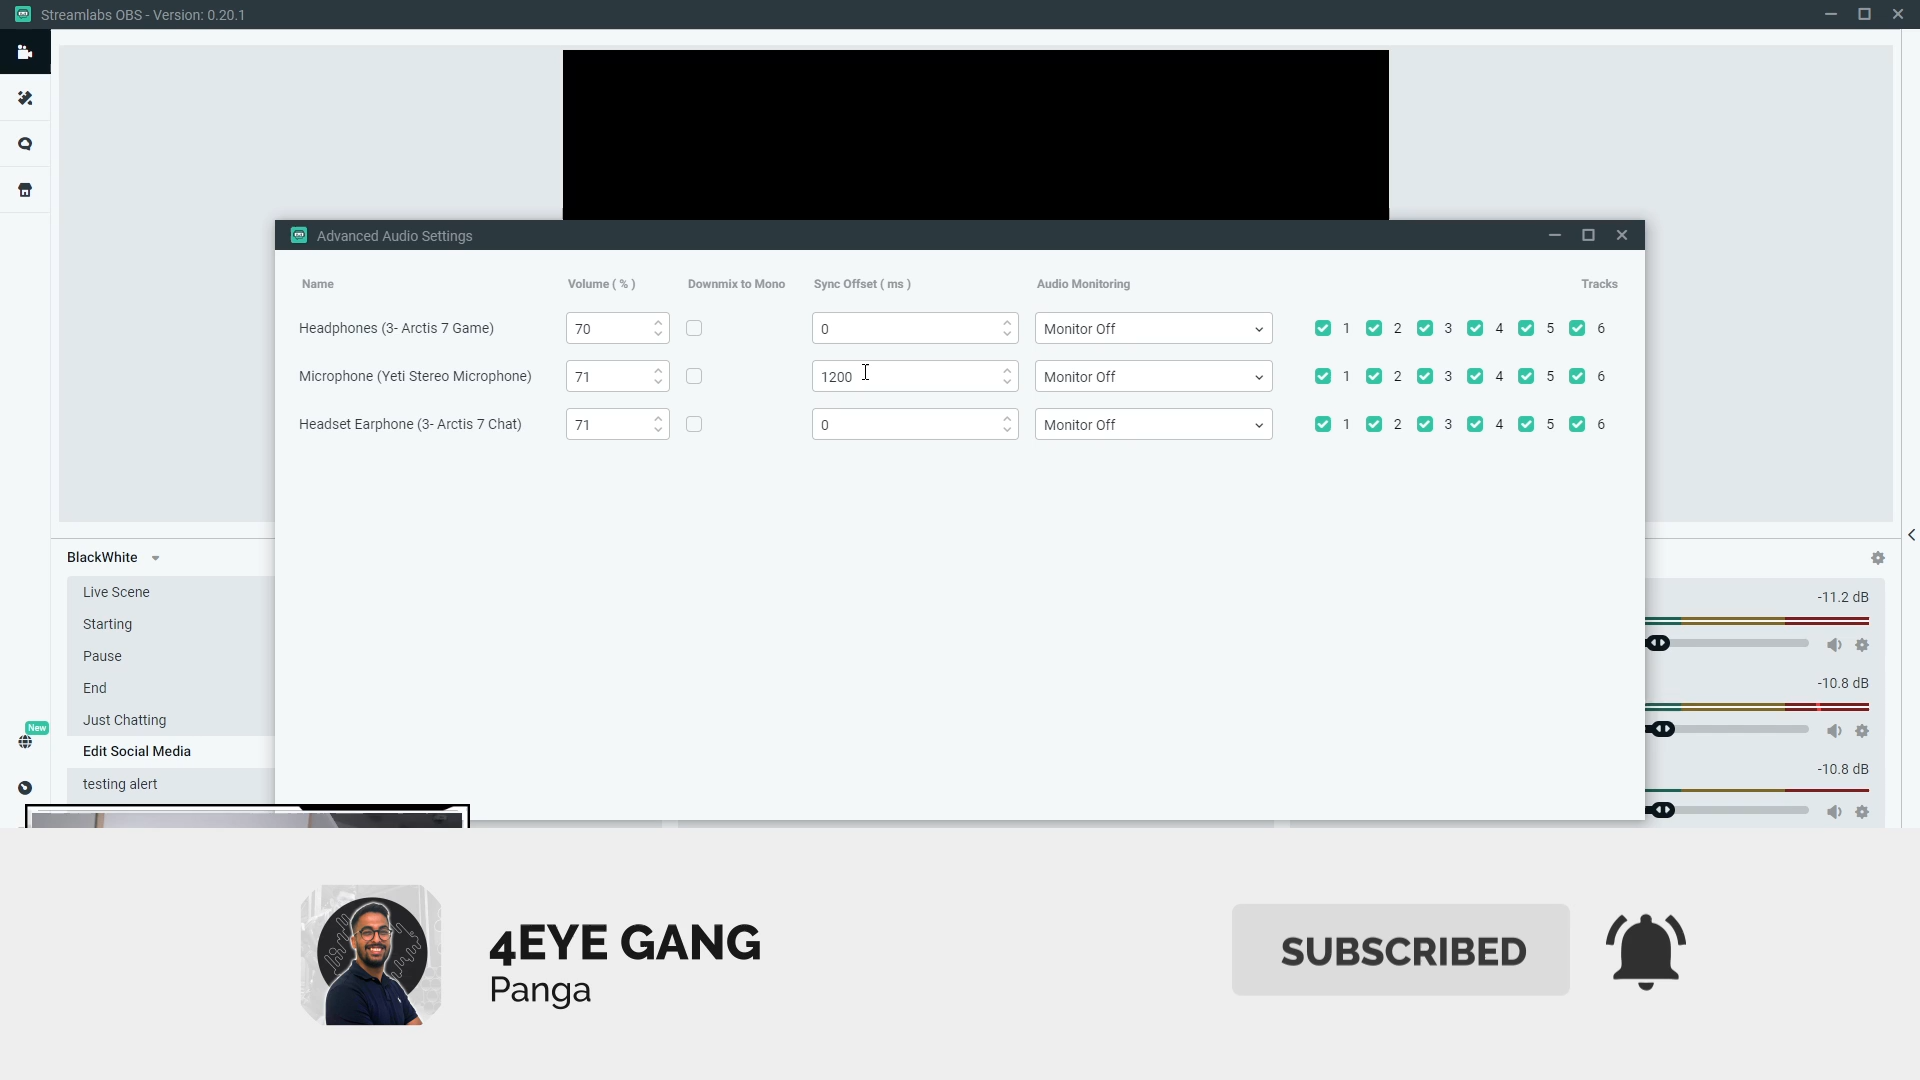 Streamlabs OBS - Version: 0.20.1
Advanced Audio Settings
Name Volume ( % ) Downmix to Mono Sync Offset ( ms ) Audio Monitoring Tracks
Headphones (3- Arctis 7 Game) 70 0 Monitor Off 1 2 3 4 5 6
Microphone (Yeti Stereo Microphone) 71 1200 Monitor Off 1 2 3 4 5 6
Headset Earphone (3- Arctis 7 Chat) 71 0 Monitor Off 1 2 3 4 5 6
BlackWhite
Live Scene
Starting
Pause
End
Just Chatting
Edit Social Media
testing alert
New
-11.2 dB
-10.8 dB
-10.8 dB
4EYE GANG
Panga
SUBSCRIBED